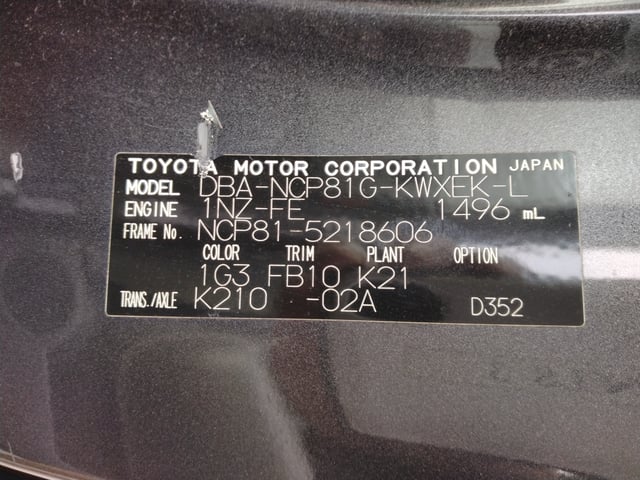 TOYOTA MOTOR CORPORATION JAPAN
MODEL DBA-NCP81G-KWXEK-L
ENGINE 1NZ-FE 1496 mL
FRAME No. NCP81-5218606
COLOR TRIM PLANT OPTION
1G3 FB10 K21
TRANS./AXLE K210 -02A D352